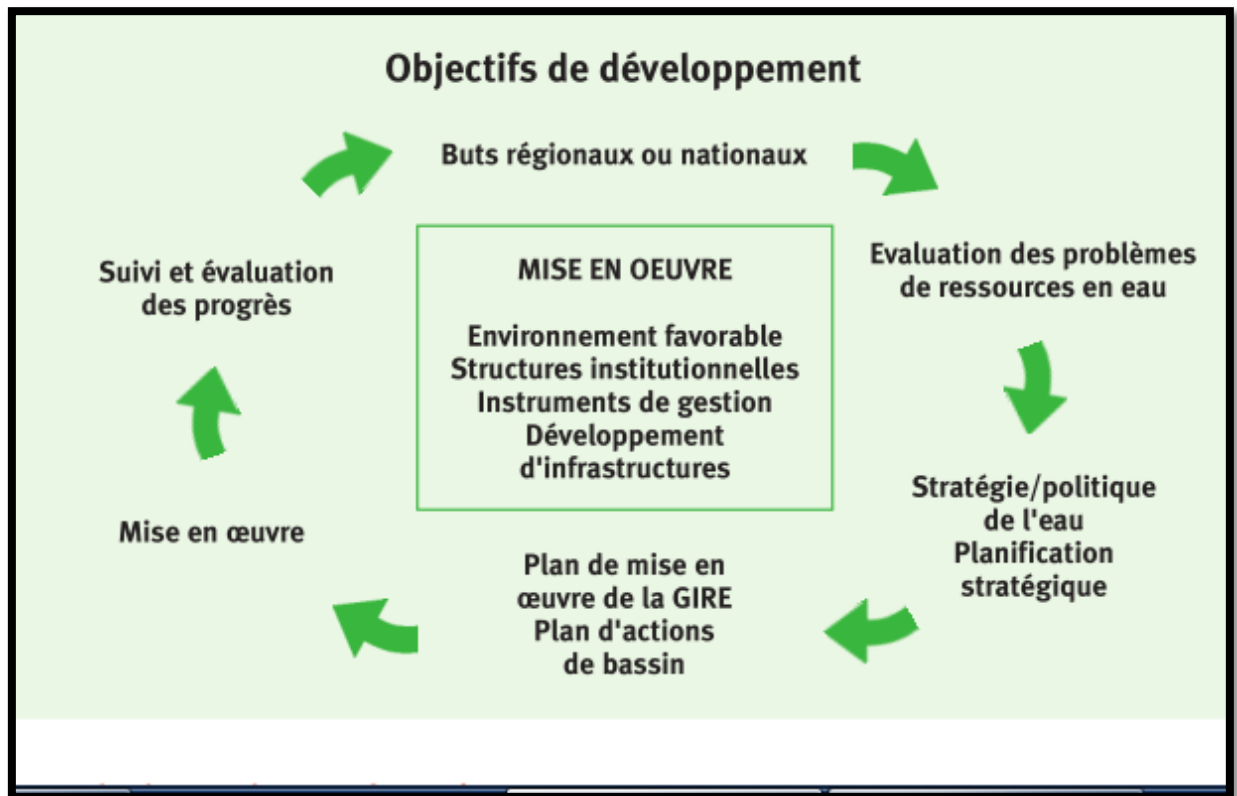 Objectifs de développement
Buts régionaux ou nationaux
Evaluation des problèmes
de ressources en eau
Stratégie/politique
de l'eau
Planification
stratégique
Plan de mise en
œuvre de la GIRE
Plan d'actions
de bassin
Mise en œuvre
Suivi et évaluation
des progrès
MISE EN OEUVRE
Environnement favorable
Structures institutionnelles
Instruments de gestion
Développement
d'infrastructures